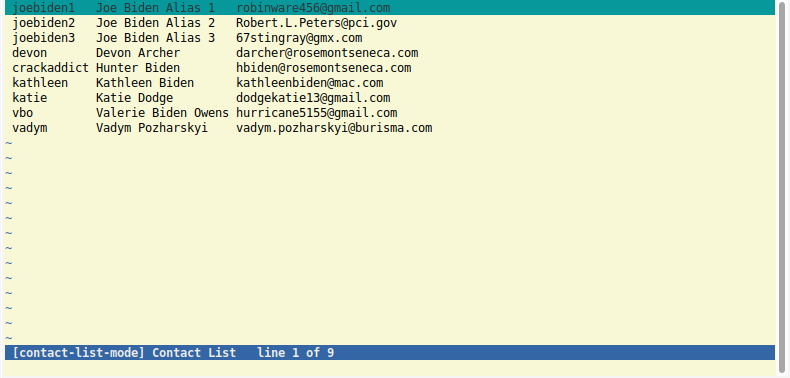 joebiden1 Joe Biden Alias 1 robinware456@gmail.com
joebiden2 Joe Biden Alias 2 Robert.L.Peters@pci.gov
joebiden3 Joe Biden Alias 3 67stingray@gmx.com
devon Devon Archer darcher@rosemontseneca.com
crackaddict Hunter Biden hbiden@rosemontseneca.com
kathleen Kathleen Biden kathleenbiden@mac.com
katie Katie Dodge dodgekatie13@gmail.com
vbo Valerie Biden Owens hurricane5155@gmail.com
vadym Vadym Pozharskyi vadym.pozharskyi@burisma.com
~
~
~
~
~
~
~
~
~
~
~
~
~
~
[contact-list-mode] Contact List line 1 of 9